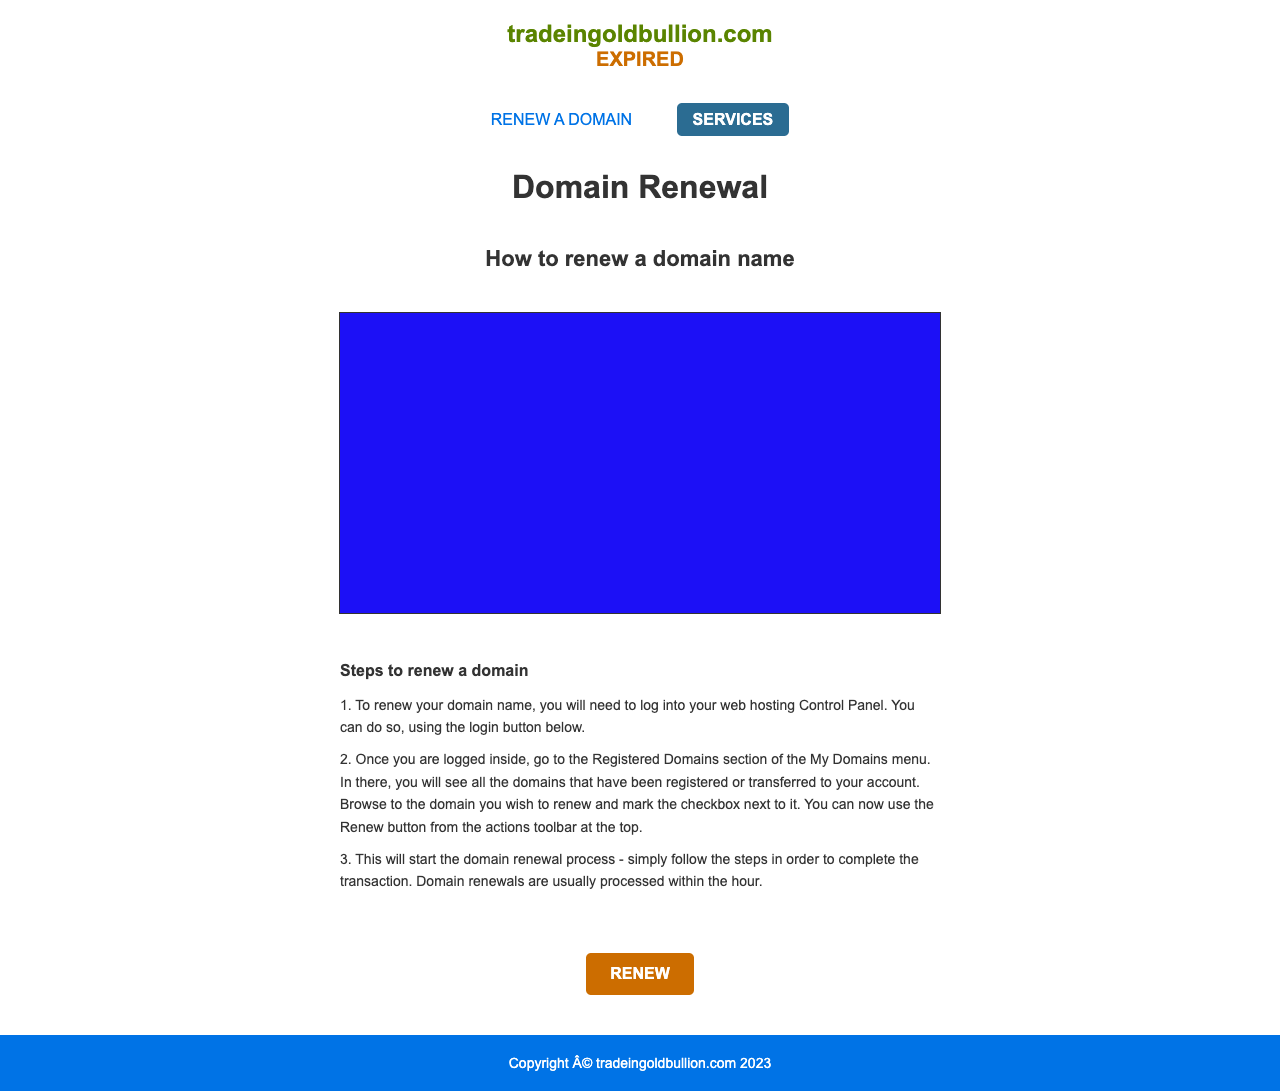 tradeingoldbullion.com
EXPIRED
RENEW A DOMAIN
SERVICES
Domain Renewal
How to renew a domain name
Steps to renew a domain
1. To renew your domain name, you will need to log into your web hosting Control Panel. You
can do so, using the login button below.
2. Once you are logged inside, go to the Registered Domains section of the My Domains menu.
In there, you will see all the domains that have been registered or transferred to your account.
Browse to the domain you wish to renew and mark the checkbox next to it. You can now use the
Renew button from the actions toolbar at the top.
3. This will start the domain renewal process - simply follow the steps in order to complete the
transaction. Domain renewals are usually processed within the hour.
RENEW
Copyright Â© tradeingoldbullion.com 2023